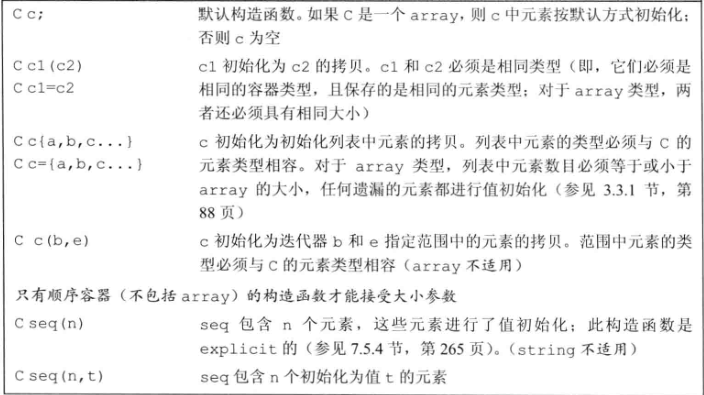 C c; 默认构造函数。如果 C 是一个 array，则 c 中元素按默认方式初始化；
否则 c 为空
C c1(c2) c1 初始化为 c2 的拷贝。c1 和 c2 必须是相同类型（即，它们必须是
C c1=c2 相同的容器类型，且保存的是相同的元素类型；对于 array 类型，两
者还必须具有相同大小）
C c{a,b,c...} c 初始化为初始化列表中元素的拷贝。列表中元素的类型必须与 C 的
C c={a,b,c...} 元素类型相容。对于 array 类型，列表中元素数目必须等于或小于
array 的大小，任何遗漏的元素都进行值初始化（参见 3.3.1 节，第
88 页）
C c(b,e) c 初始化为迭代器 b 和 e 指定范围中的元素的拷贝。范围中元素的类
型必须与 C 的元素类型相容（array 不适用）
只有顺序容器（不包括 array）的构造函数才能接受大小参数
C seq(n) seq 包含 n 个元素，这些元素进行了值初始化；此构造函数是
explicit 的（参见 7.5.4 节，第 265 页）。（string 不适用）
C seq(n,t) seq 包含 n 个初始化为值 t 的元素